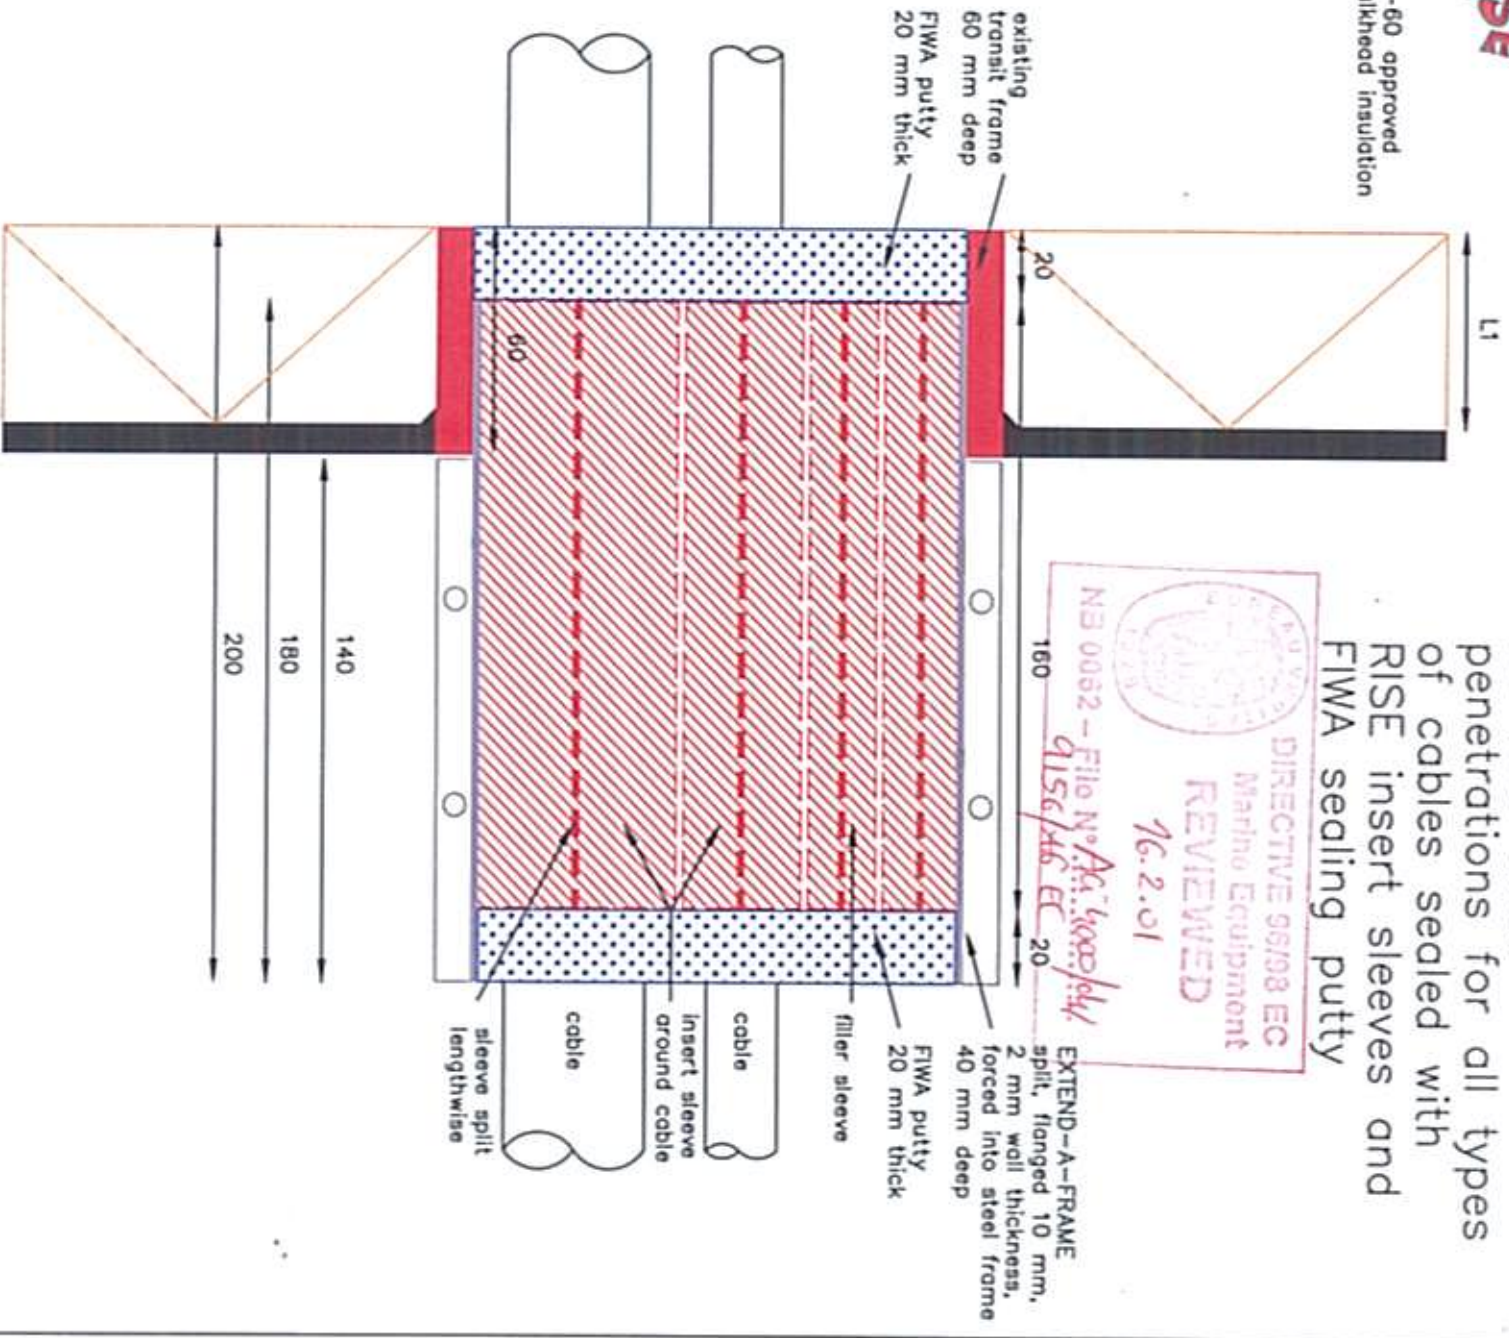 penetrations for all types
of cables sealed with
RISE insert sleeves and
FIWA sealing putty
-60 approved
lkhead insulation
L1
existing
transit frame
60 mm deep
FIWA putty
20 mm thick
20
160
20
60
DIRECTIVE 96/98 EC
Marine Equipment
REVIEWED
16.2.01
NB 0062 - File Nº
EXTEND-A-FRAME
split, flanged 10 mm,
2 mm wall thickness,
forced into steel frame
40 mm deep
FIWA putty
20 mm thick
filler sleeve
cable
insert sleeve
around cable
cable
sleeve split
lengthwise
140
180
200